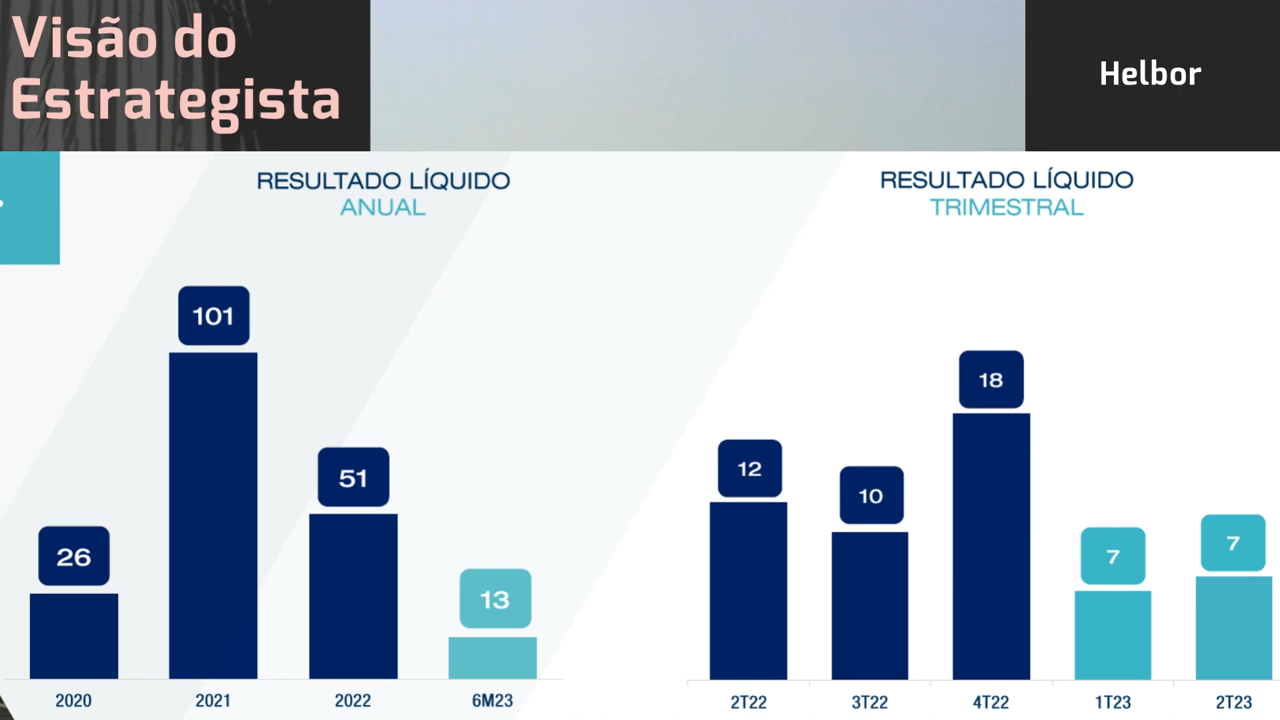 Visão do
Estrategista
Helbor
RESULTADO LÍQUIDO
ANUAL
101
51
26
13
2020
2021
2022
6M23
RESULTADO LÍQUIDO
TRIMESTRAL
18
12
10
7
7
2T22
3T22
4T22
1T23
2T23